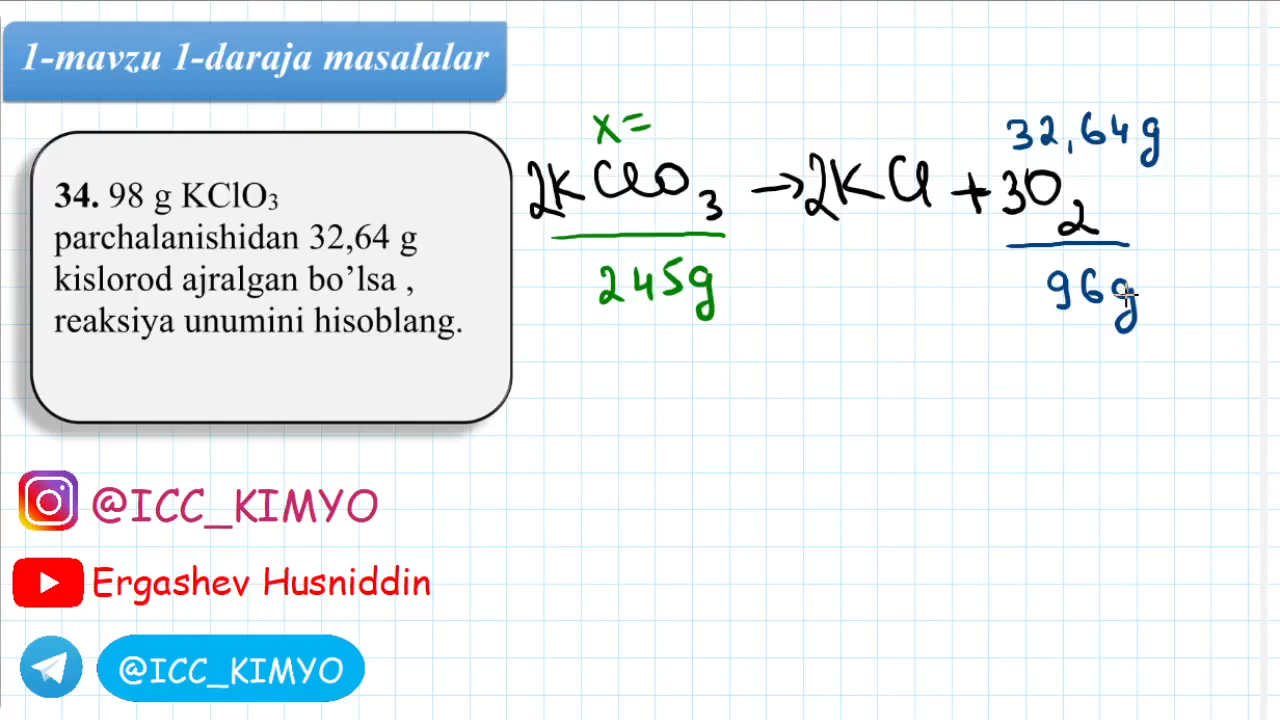 1-mavzu 1-daraja masalalar
34. 98 g KClO₃
parchalanishidan 32,64 g
kislorod ajralgan bo’lsa ,
reaksiya unumini hisoblang.
x= 32,64g
2KClO₃ → 2KCl + 3O₂
245g 96g
@ICC_KIMYO
Ergashev Husniddin
@ICC_KIMYO